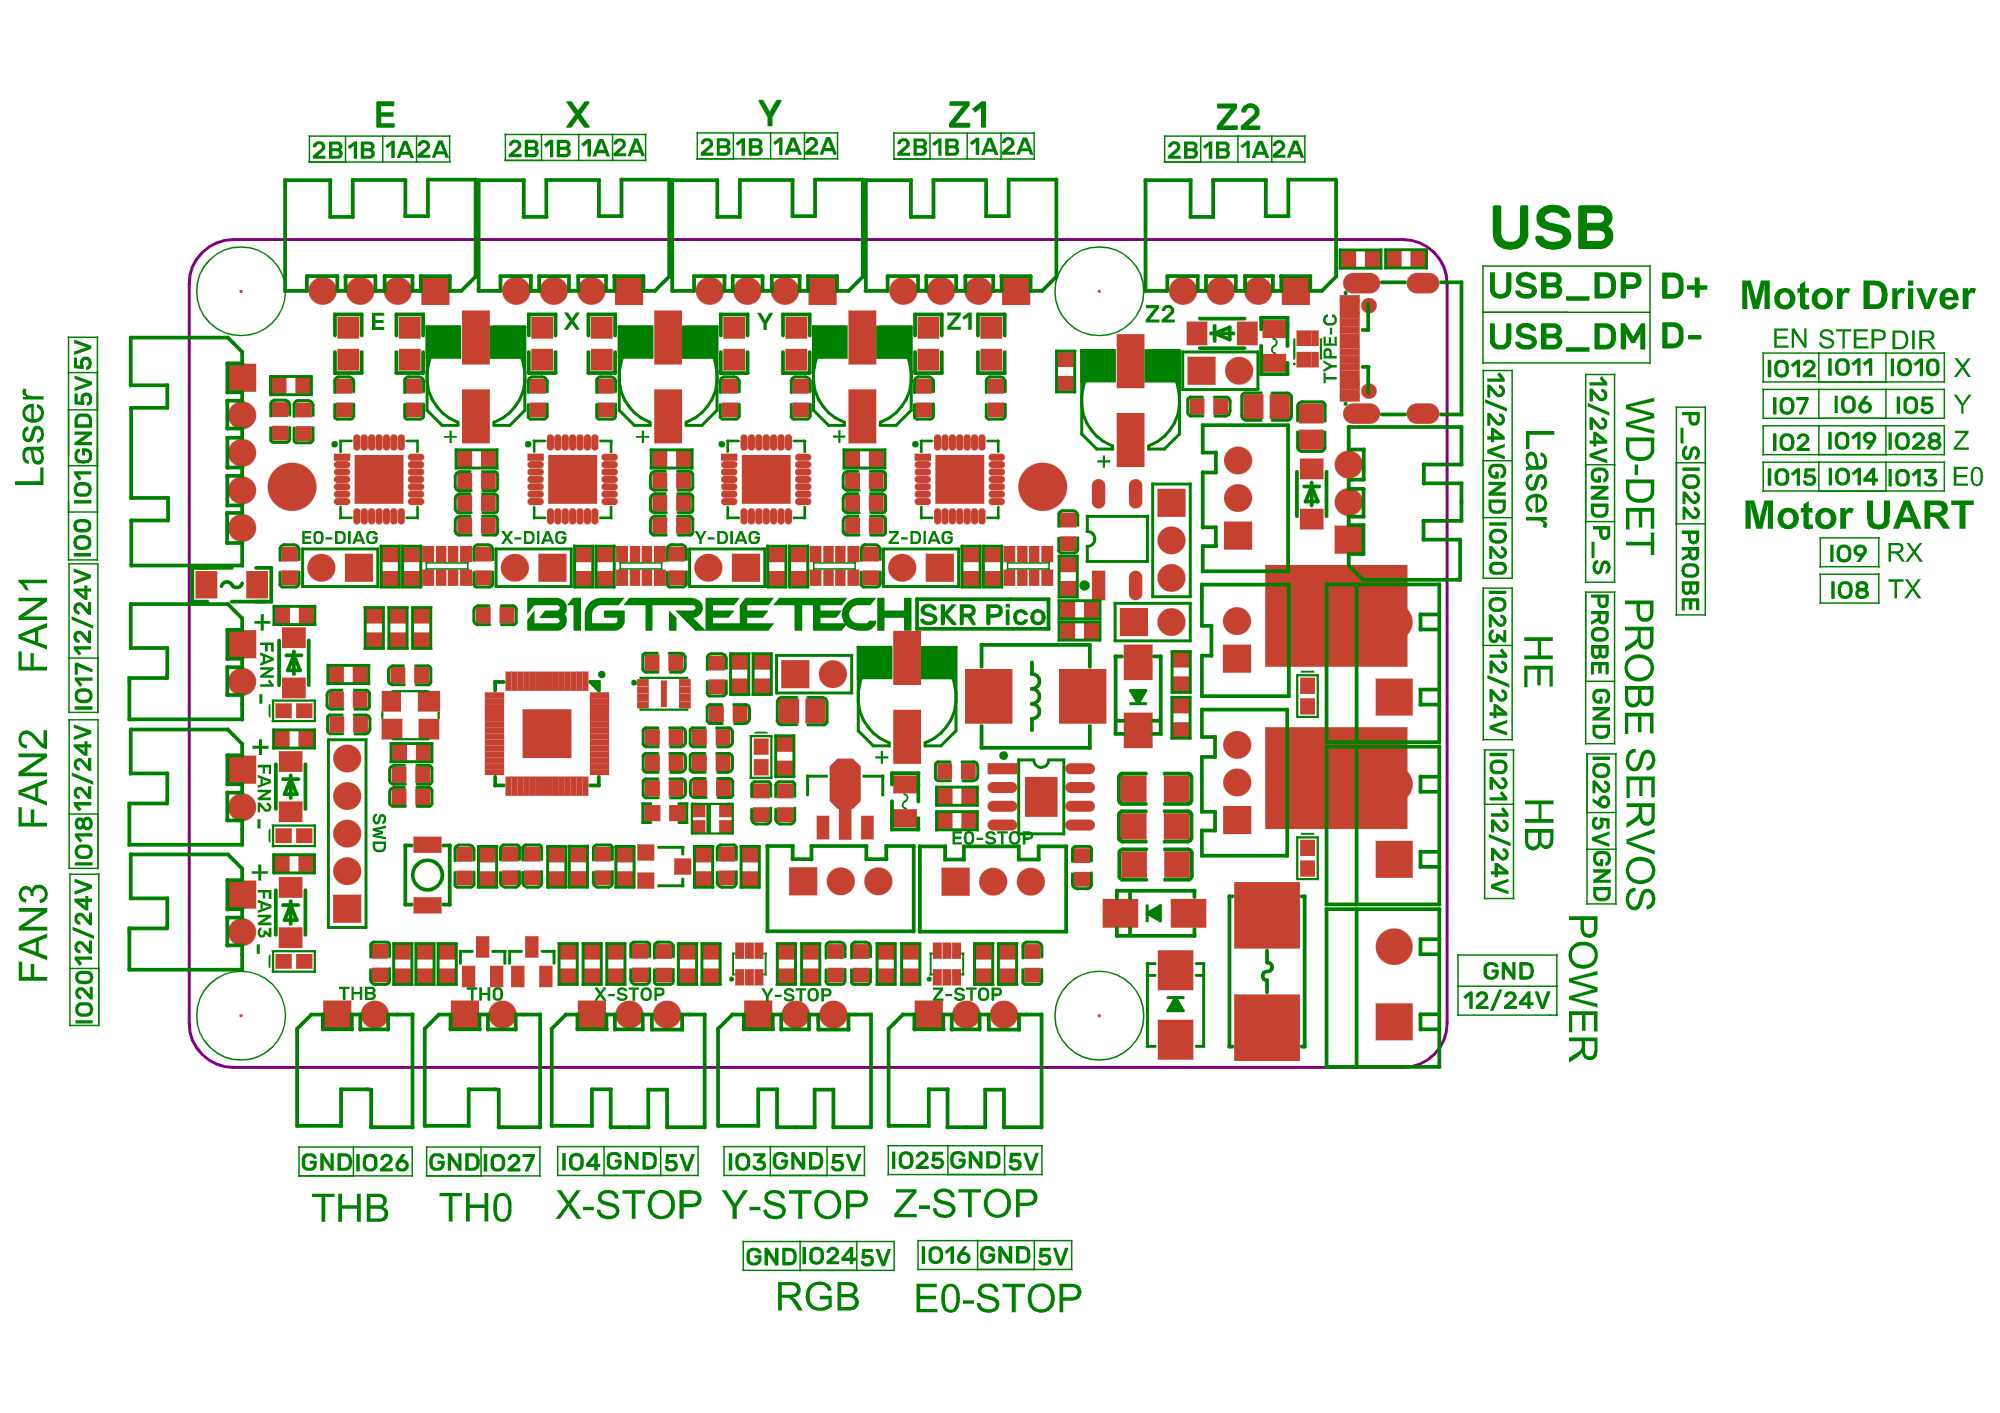 E
2B 1B 1A 2A
X
2B 1B 1A 2A
Y
2B 1B 1A 2A
Z1
2B 1B 1A 2A
Z2
2B 1B 1A 2A
USB
USB_DP D+
USB_DM D-
Motor Driver
EN STEP DIR
IO12 IO11 IO10 X
IO7 IO6 IO5 Y
IO2 IO19 IO28 Z
IO15 IO14 IO13 E0
Motor UART
IO9 RX
IO8 TX
Laser
IO0 IO1 GND 5V 5V
FAN1
IO17 12/24V
FAN2
IO18 12/24V
FAN3
IO20 12/24V
E
X
Y
Z1
Z2
TYPE-C
+
+
+
+
E0-DIAG
X-DIAG
Y-DIAG
Z-DIAG
BIGTREETECH
SKR Pico
+ FAN1 -
+ FAN2 -
+ FAN3 -
SWD
+
E0-STOP
THB
TH0
X-STOP
Y-STOP
Z-STOP
12/24V GND IO20
Laser
12/24V GND P_S
WD-DET
P_S IO22 PROBE
IO23 12/24V
HE
PROBE GND
PROBE
IO21 12/24V
HB
IO29 5V GND
SERVOS
POWER
GND
12/24V
GND IO26
THB
GND IO27
TH0
IO4 GND 5V
X-STOP
IO3 GND 5V
Y-STOP
IO25 GND 5V
Z-STOP
GND IO24 5V
RGB
IO16 GND 5V
E0-STOP